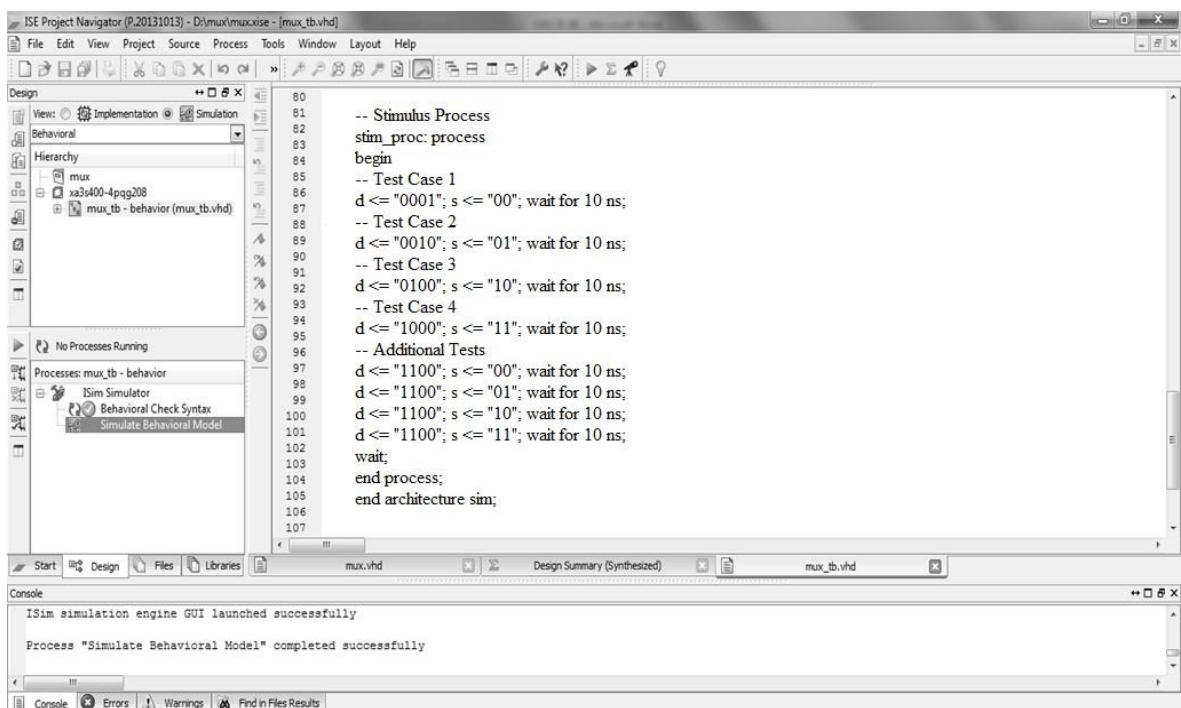 ISE Project Navigator (P.20131013) - D:\mux\mux.xise - [mux_tb.vhd]
File Edit View Project Source Process Tools Window Layout Help
Design
View: Implementation Simulation
Behavioral
Hierarchy
mux
xa3s400-4pqg208
mux_tb - behavior (mux_tb.vhd)
No Processes Running
Processes: mux_tb - behavior
ISim Simulator
Behavioral Check Syntax
Simulate Behavioral Model
80
81
82
83
84
85
86
87
88
89
90
91
92
93
94
95
96
97
98
99
100
101
102
103
104
105
106
107
-- Stimulus Process
stim_proc: process
begin
-- Test Case 1
d <= "0001"; s <= "00"; wait for 10 ns;
-- Test Case 2
d <= "0010"; s <= "01"; wait for 10 ns;
-- Test Case 3
d <= "0100"; s <= "10"; wait for 10 ns;
-- Test Case 4
d <= "1000"; s <= "11"; wait for 10 ns;
-- Additional Tests
d <= "1100"; s <= "00"; wait for 10 ns;
d <= "1100"; s <= "01"; wait for 10 ns;
d <= "1100"; s <= "10"; wait for 10 ns;
d <= "1100"; s <= "11"; wait for 10 ns;
wait;
end process;
end architecture sim;
Start Design Files Libraries
mux.vhd Design Summary (Synthesized) mux_tb.vhd
Console
ISim simulation engine GUI launched successfully
Process "Simulate Behavioral Model" completed successfully
Console Errors Warnings Find in Files Results